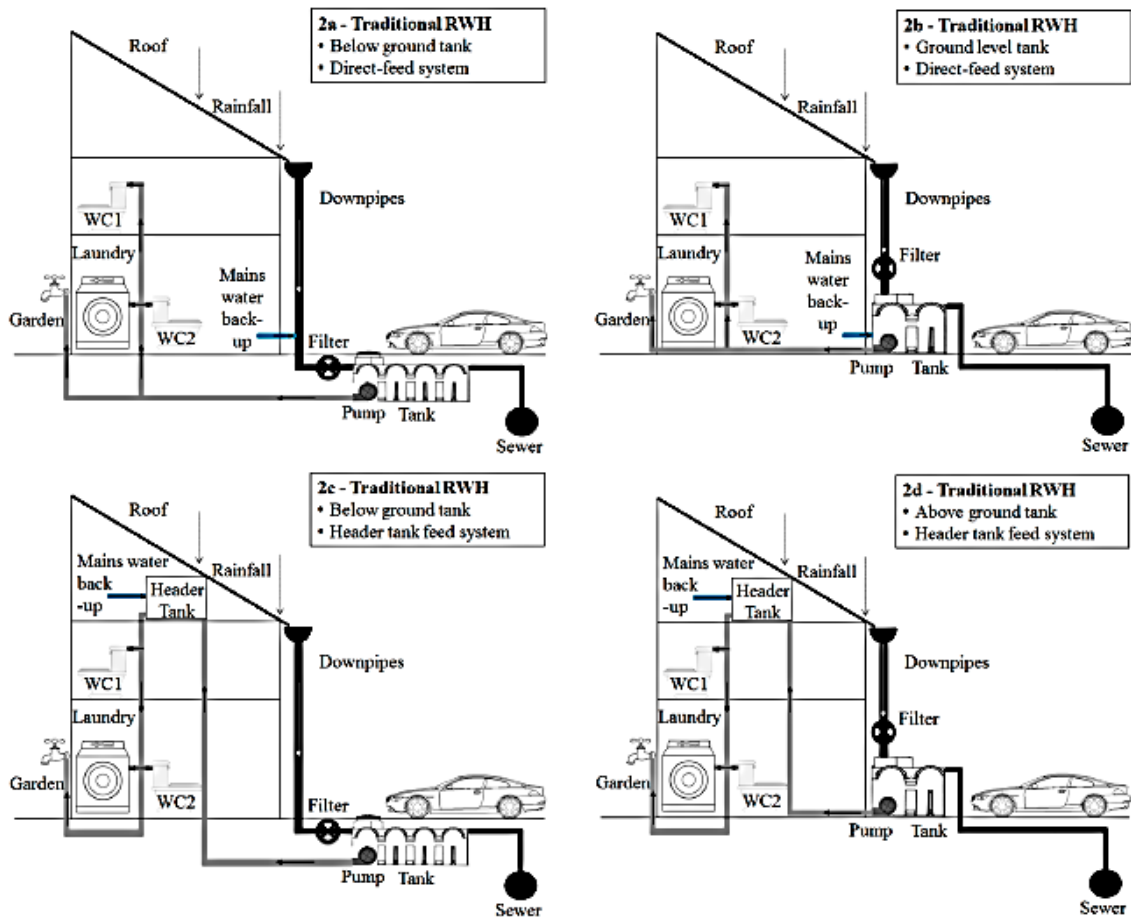 2a - Traditional RWH
• Below ground tank
• Direct-feed system
Roof
Rainfall
Downpipes
WC1
Laundry
Garden
WC2
Mains
water
back-
up
Filter
Pump
Tank
Sewer
2b - Traditional RWH
• Ground level tank
• Direct-feed system
Roof
Rainfall
Downpipes
WC1
Laundry
Garden
WC2
Mains
water
back-
up
Filter
Pump
Tank
Sewer
2c - Traditional RWH
• Below ground tank
• Header tank feed system
Roof
Mains water
back
-up
Header
Tank
Rainfall
Downpipes
WC1
Laundry
Garden
WC2
Filter
Pump
Tank
Sewer
2d - Traditional RWH
• Above ground tank
• Header tank feed system
Roof
Mains water
back
-up
Header
Tank
Rainfall
Downpipes
WC1
Laundry
Garden
WC2
Filter
Pump
Tank
Sewer